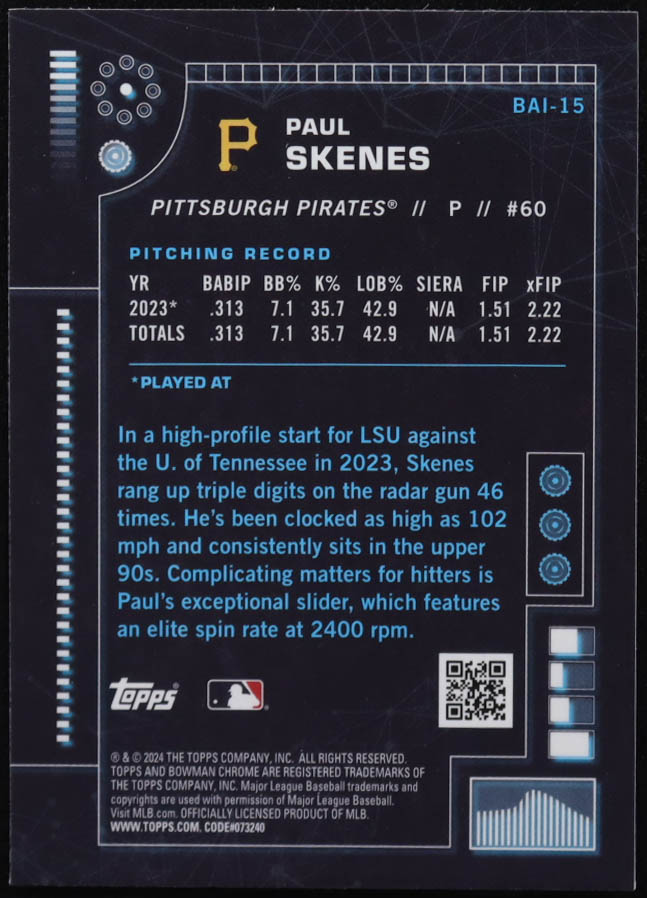 BAI-15
P
PAUL
SKENES
PITTSBURGH PIRATES® // P // #60
PITCHING RECORD
YR BABIP BB% K% LOB% SIERA FIP xFIP
2023* .313 7.1 35.7 42.9 N/A 1.51 2.22
TOTALS .313 7.1 35.7 42.9 N/A 1.51 2.22
*PLAYED AT
In a high-profile start for LSU against
the U. of Tennessee in 2023, Skenes
rang up triple digits on the radar gun 46
times. He's been clocked as high as 102
mph and consistently sits in the upper
90s. Complicating matters for hitters is
Paul's exceptional slider, which features
an elite spin rate at 2400 rpm.
topps®
® & © 2024 THE TOPPS COMPANY, INC. ALL RIGHTS RESERVED.
TOPPS AND BOWMAN CHROME ARE REGISTERED TRADEMARKS OF
THE TOPPS COMPANY, INC. Major League Baseball trademarks and
copyrights are used with permission of Major League Baseball.
Visit MLB.com. OFFICIALLY LICENSED PRODUCT OF MLB.
WWW.TOPPS.COM. CODE#073240